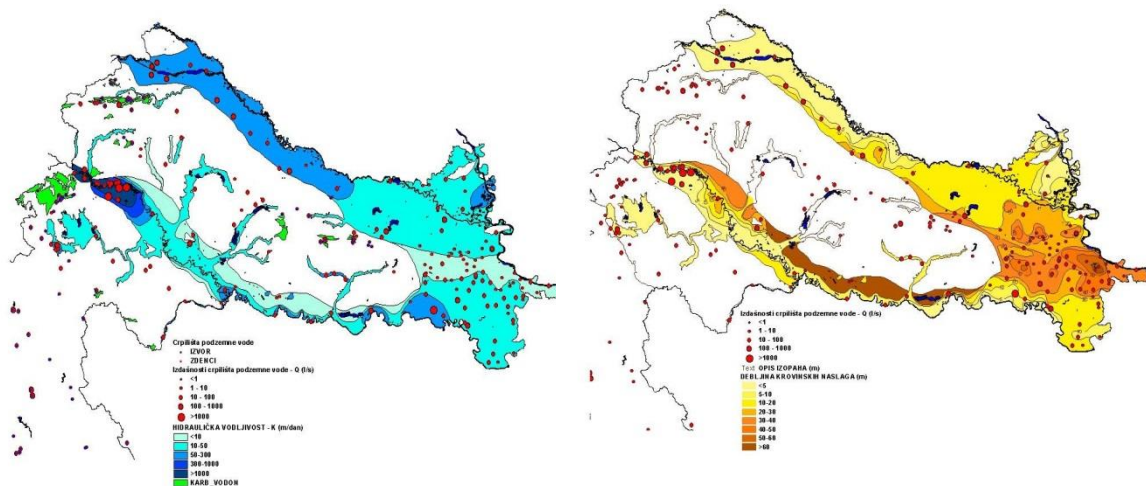 Crpilišta podzemne vode
IZVOR
ZDENCI
Izdašnosti crpilišta podzemne vode - Q (l/s)
<1
1 - 10
10 - 100
100 - 1000
>1000
HIDRAULIČKA VODLJIVOST - K (m/dan)
<10
10-50
50-300
300-1000
>1000
KARB_VODON
Izdašnosti crpilišta podzemne vode - Q (l/s)
<1
1 - 10
10 - 100
100 - 1000
>1000
Text OPIS IZOPAHA (m)
DEBLJINA KROVINSKIH NASLAGA (m)
<5
5-10
10-20
20-30
30-40
40-50
50-60
>60